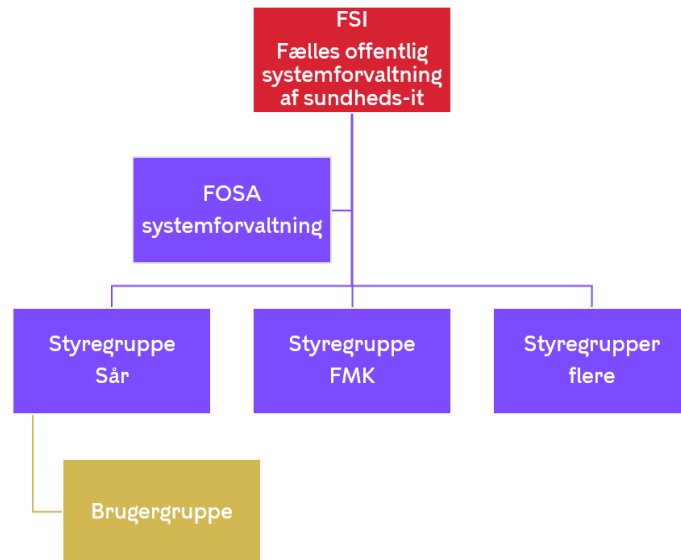 FSI
Fælles offentlig
systemforvaltning
af sundheds-it
FOSA
systemforvaltning
Styregruppe
Sår
Styregruppe
FMK
Styregrupper
flere
Brugergruppe